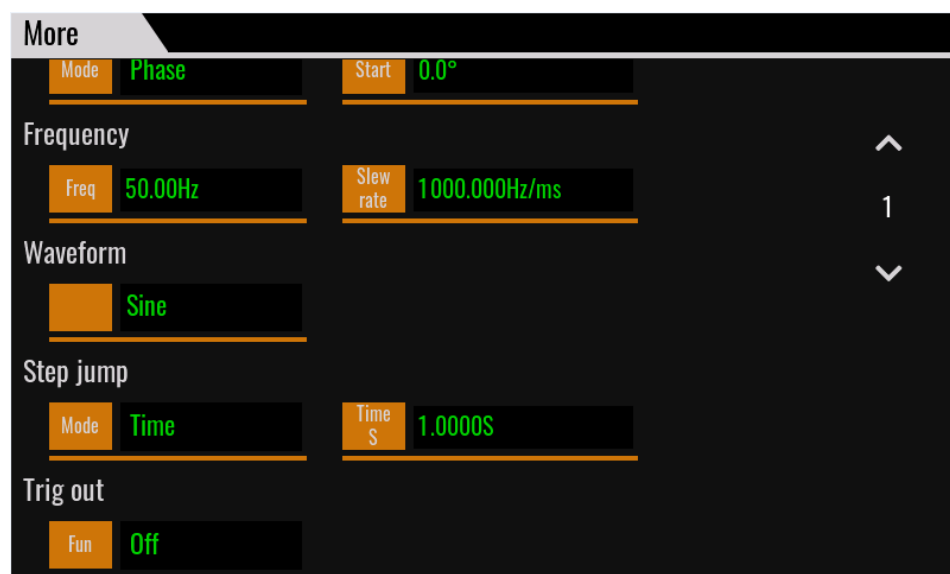 More
Mode Phase Start 0.0°
Frequency
Freq 50.00Hz Slew rate 1000.000Hz/ms
1
Waveform
Sine
Step jump
Mode Time Time S 1.0000S
Trig out
Fun Off